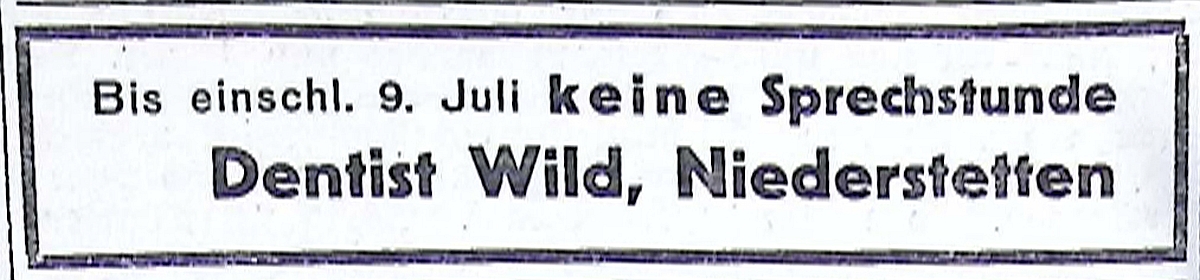 Bis einschl. 9. Juli keine Sprechstunde
Dentist Wild, Niederstetten